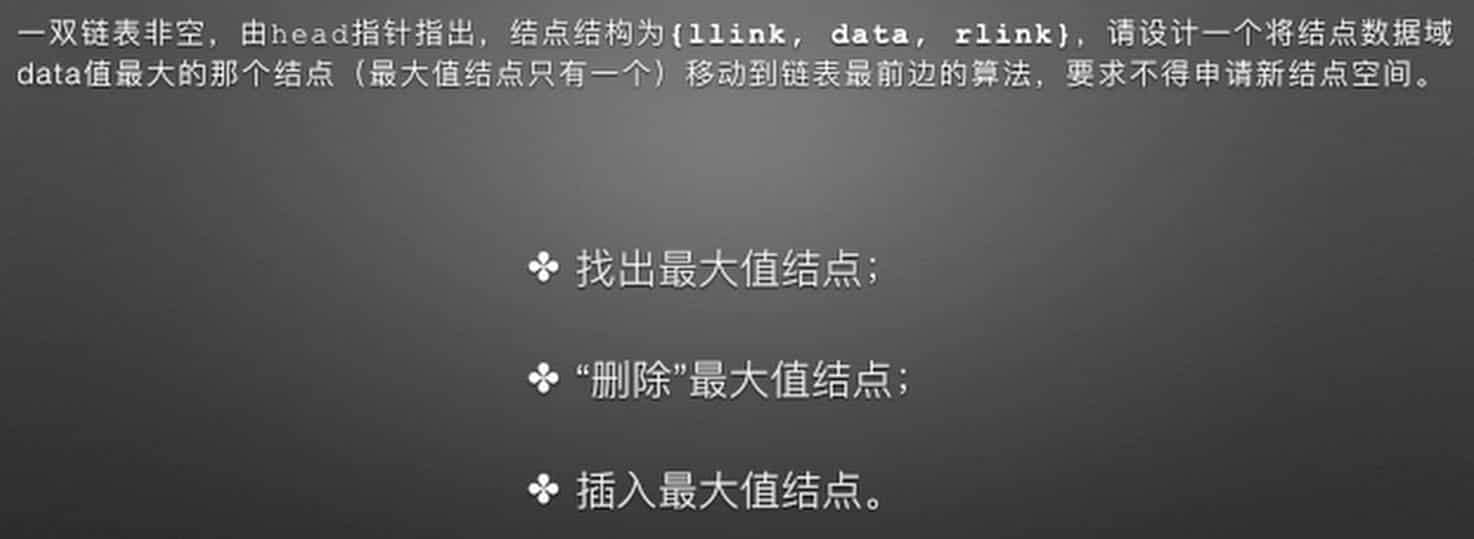 一双链表非空，由head指针指出，结点结构为{llink, data, rlink}，请设计一个将结点数据域
data值最大的那个结点（最大值结点只有一个）移动到链表最前边的算法，要求不得申请新结点空间。
✤ 找出最大值结点；
✤ “删除”最大值结点；
✤ 插入最大值结点。